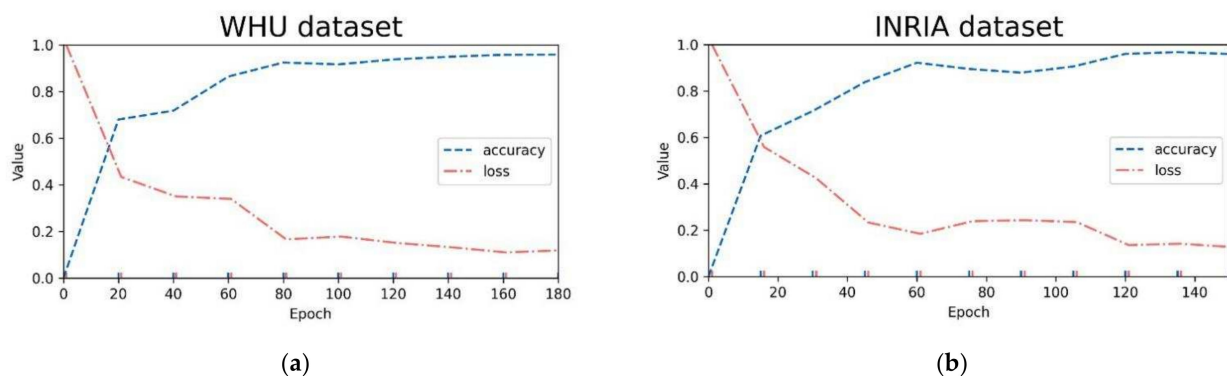 WHU dataset
1.0
0.8
0.6
0.4
0.2
0.0
Value
accuracy
loss
0 20 40 60 80 100 120 140 160 180
Epoch
(a)
INRIA dataset
1.0
0.8
0.6
0.4
0.2
0.0
Value
accuracy
loss
0 20 40 60 80 100 120 140
Epoch
(b)